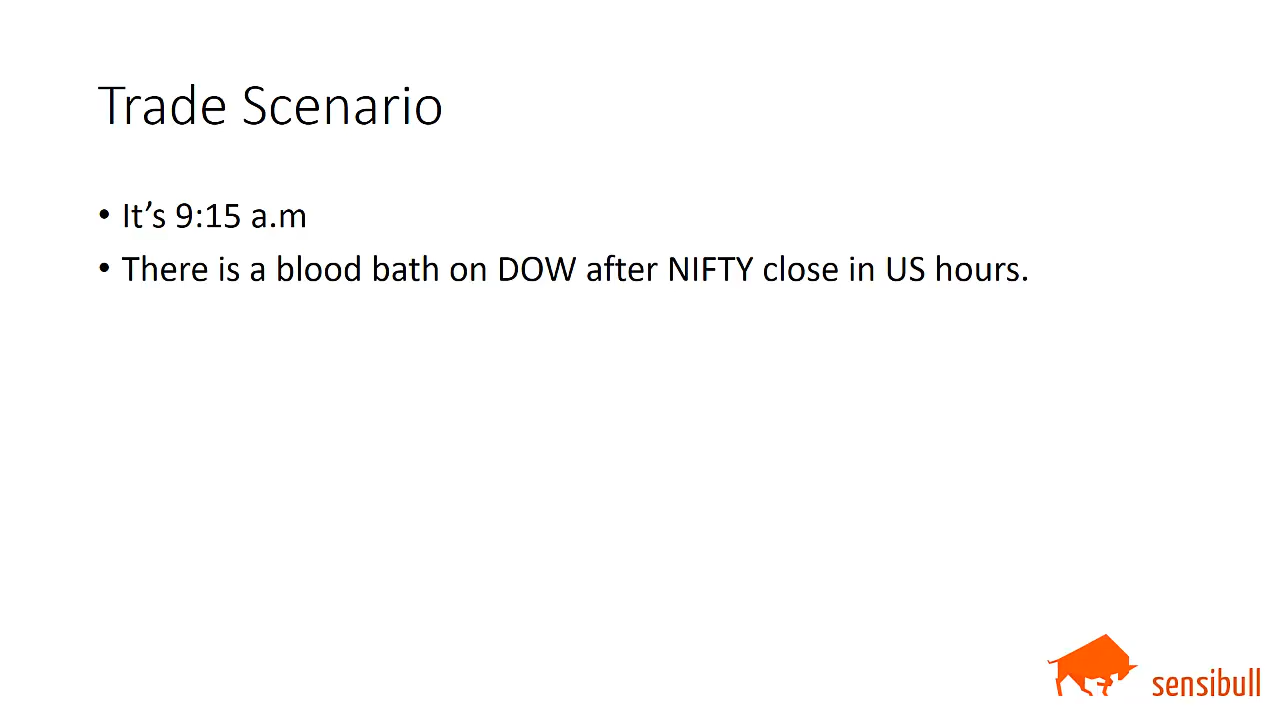 Trade Scenario
• It’s 9:15 a.m
• There is a blood bath on DOW after NIFTY close in US hours.
sensibull